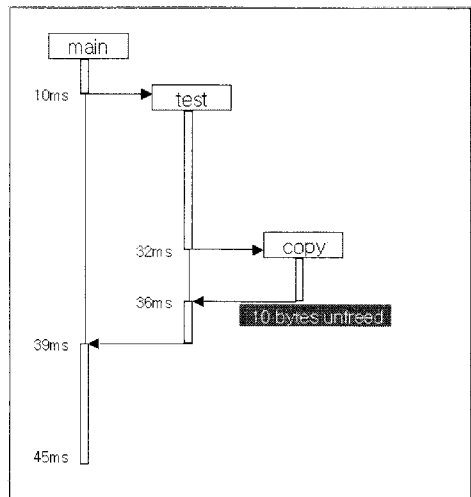 main
10ms
test
32ms
copy
36ms
10 bytes unfreed
39ms
45ms